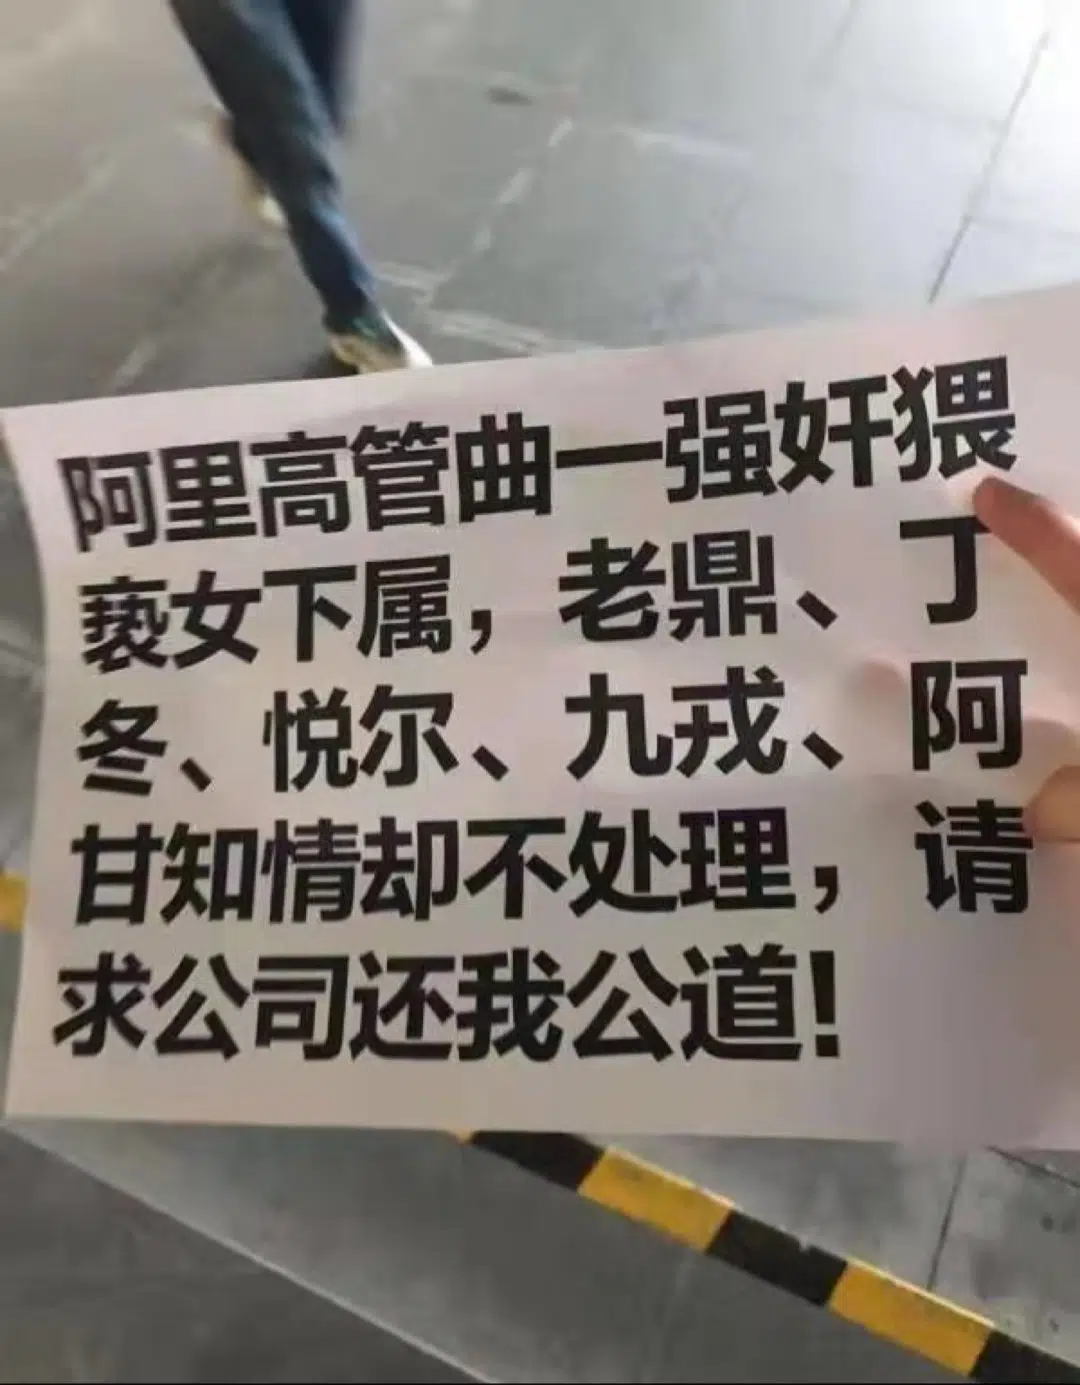 阿里高管曲一强奸猥
亵女下属，老鼎、丁
冬、悦尔、九戎、阿
甘知情却不处理，请
求公司还我公道！